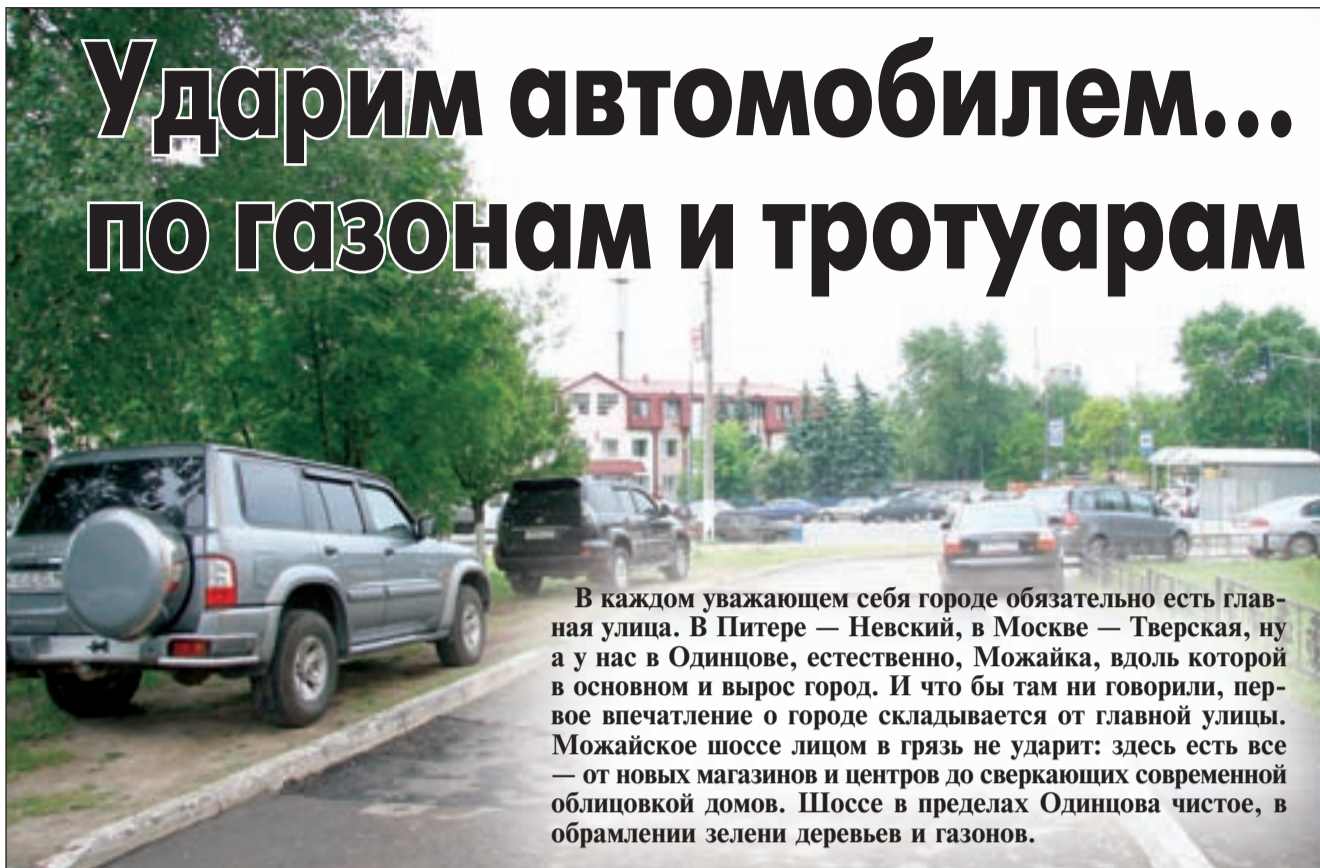 Ударим автомобилем...
по газонам и тротуарам
В каждом уважающем себя городе обязательно есть глав-
ная улица. В Питере — Невский, в Москве — Тверская, ну
а у нас в Одинцове, естественно, Можайка, вдоль которой
в основном и вырос город. И что бы там ни говорили, пер-
вое впечатление о городе складывается от главной улицы.
Можайское шоссе лицом в грязь не ударит: здесь есть все
— от новых магазинов и центров до сверкающих современной
облицовкой домов. Шоссе в пределах Одинцова чистое, в
обрамлении зелени деревьев и газонов.